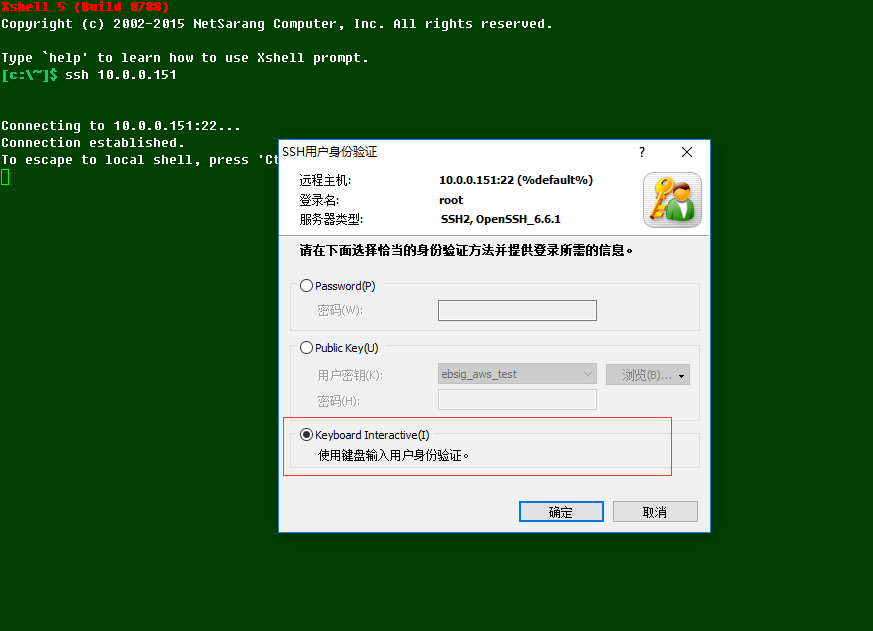 Xshell 5 (Build 0788)
Copyright (c) 2002-2015 NetSarang Computer, Inc. All rights reserved.
Type `help' to learn how to use Xshell prompt.
[c:\~]$ ssh 10.0.0.151
Connecting to 10.0.0.151:22...
Connection established.
To escape to local shell, press 'Ct
SSH用户身份验证
远程主机: 10.0.0.151:22 (%default%)
登录名: root
服务器类型: SSH2, OpenSSH_6.6.1
请在下面选择恰当的身份验证方法并提供登录所需的信息。
Password(P)
密码(W):
Public Key(U)
用户密钥(K): ebsig_aws_test 浏览(B)...
密码(H):
Keyboard Interactive(I)
使用键盘输入用户身份验证。
确定 取消